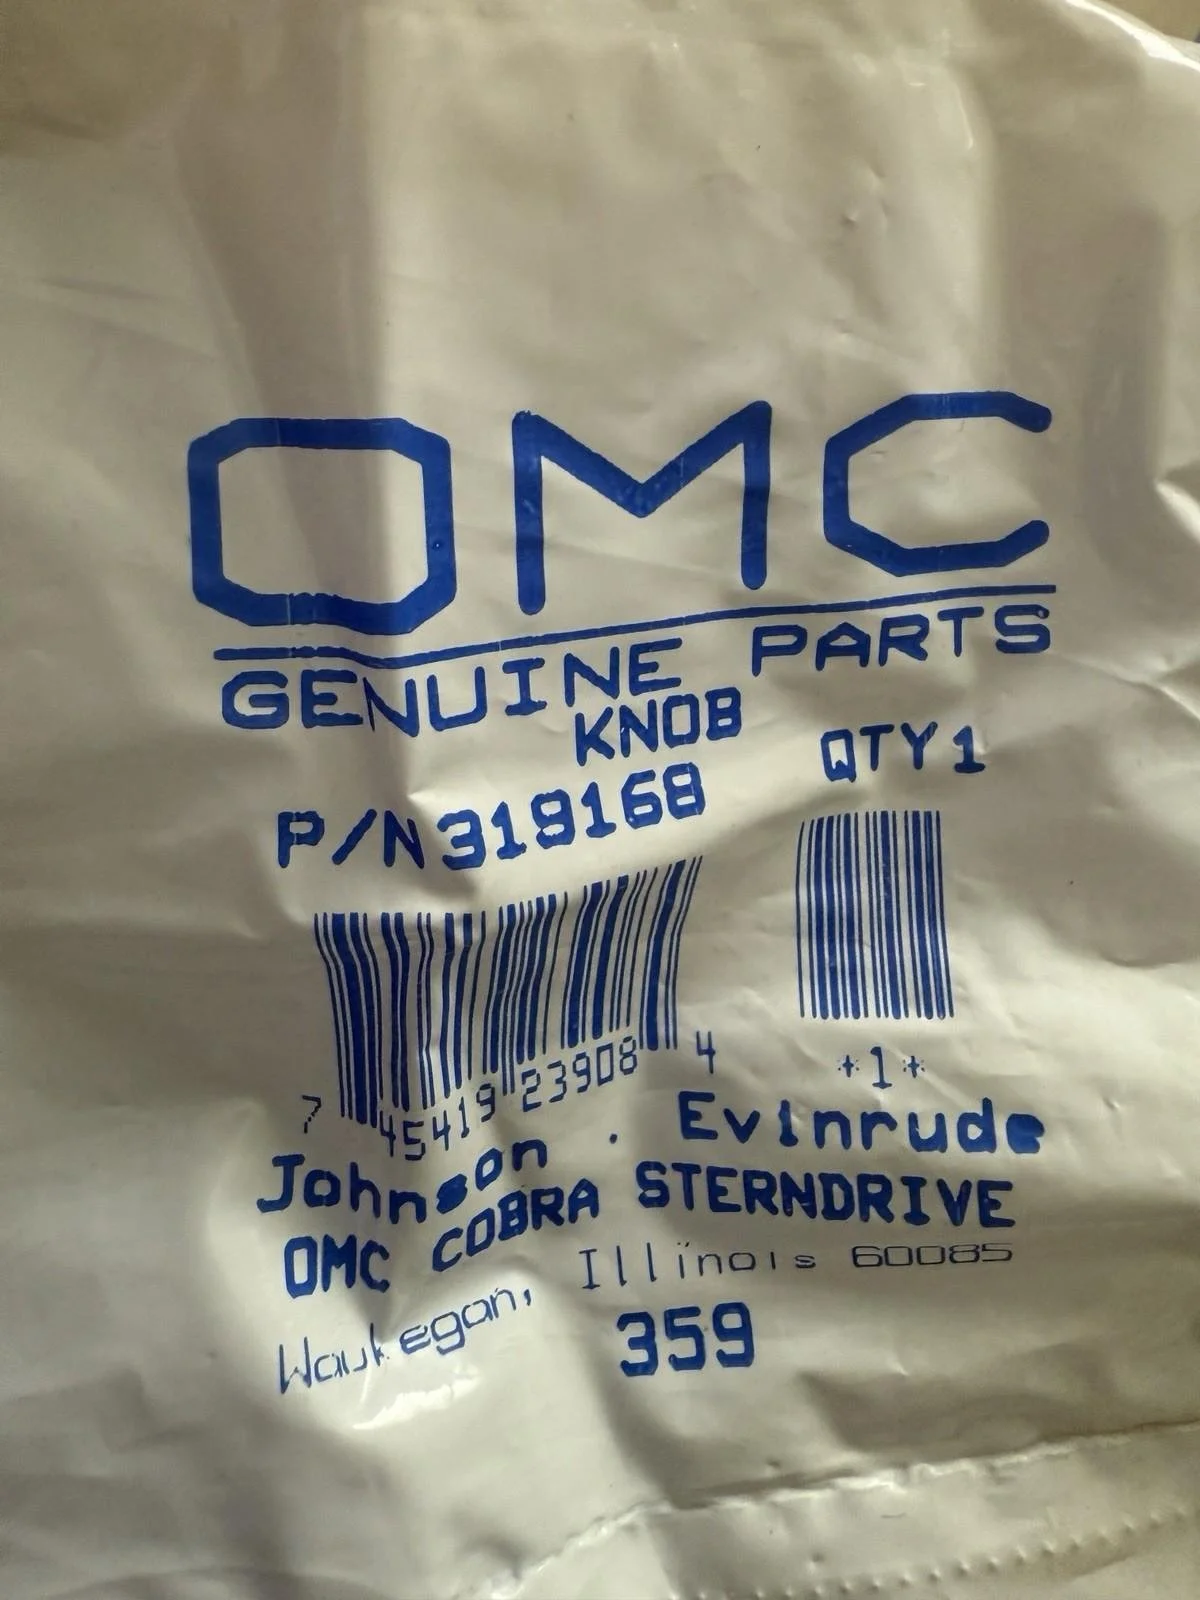 OMC
GENUINE PARTS
KNOB
QTY 1
P/N 319168
7 45419 23908 4
*1*
Johnson . Evinrude
OMC COBRA STERNDRIVE
Waukegan, Illinois 60085
359